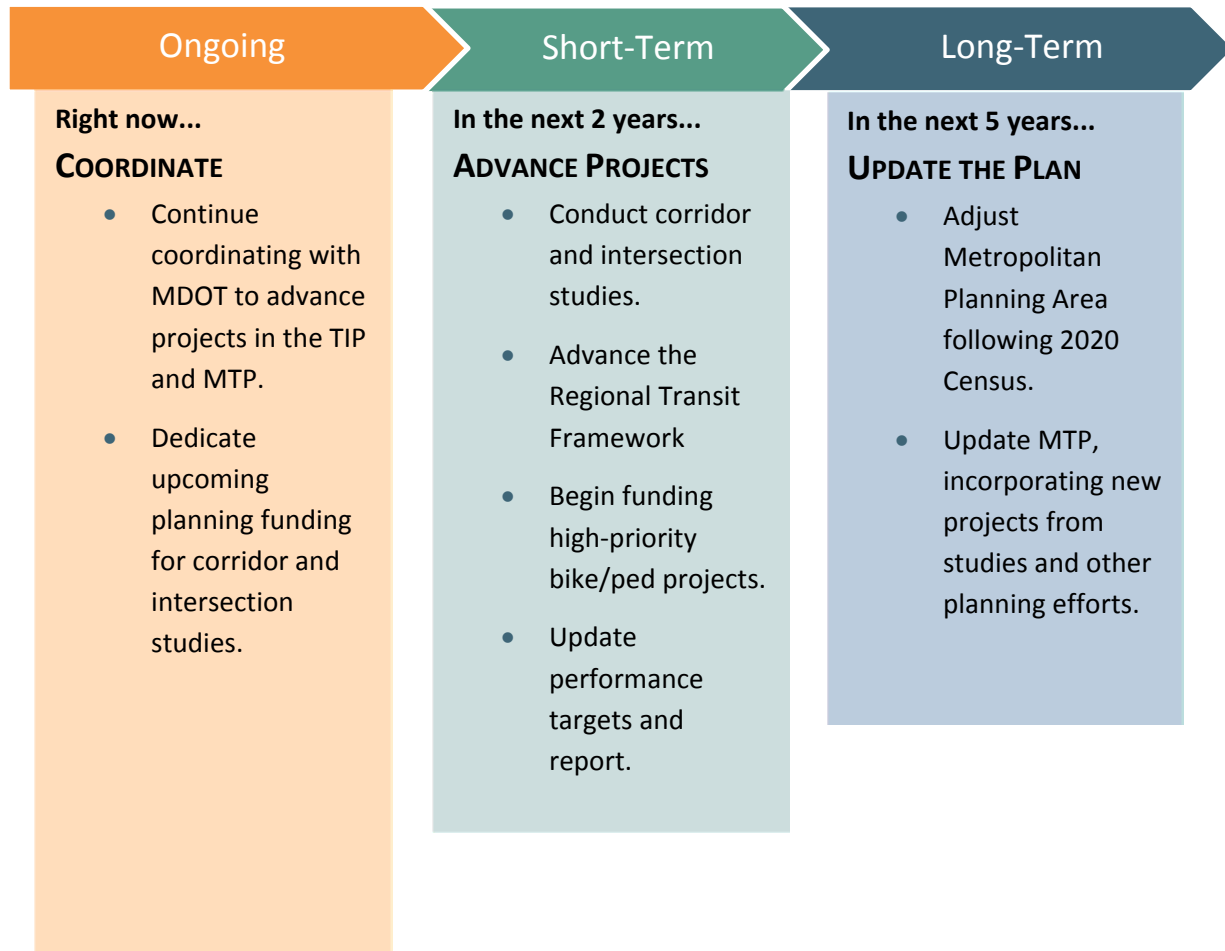 Ongoing
Short-Term
Long-Term
Right now...
COORDINATE
• Continue
coordinating with
MDOT to advance
projects in the TIP
and MTP.
• Dedicate
upcoming
planning funding
for corridor and
intersection
studies.
In the next 2 years...
ADVANCE PROJECTS
• Conduct corridor
and intersection
studies.
• Advance the
Regional Transit
Framework
• Begin funding
high-priority
bike/ped projects.
• Update
performance
targets and
report.
In the next 5 years...
UPDATE THE PLAN
• Adjust
Metropolitan
Planning Area
following 2020
Census.
• Update MTP,
incorporating new
projects from
studies and other
planning efforts.